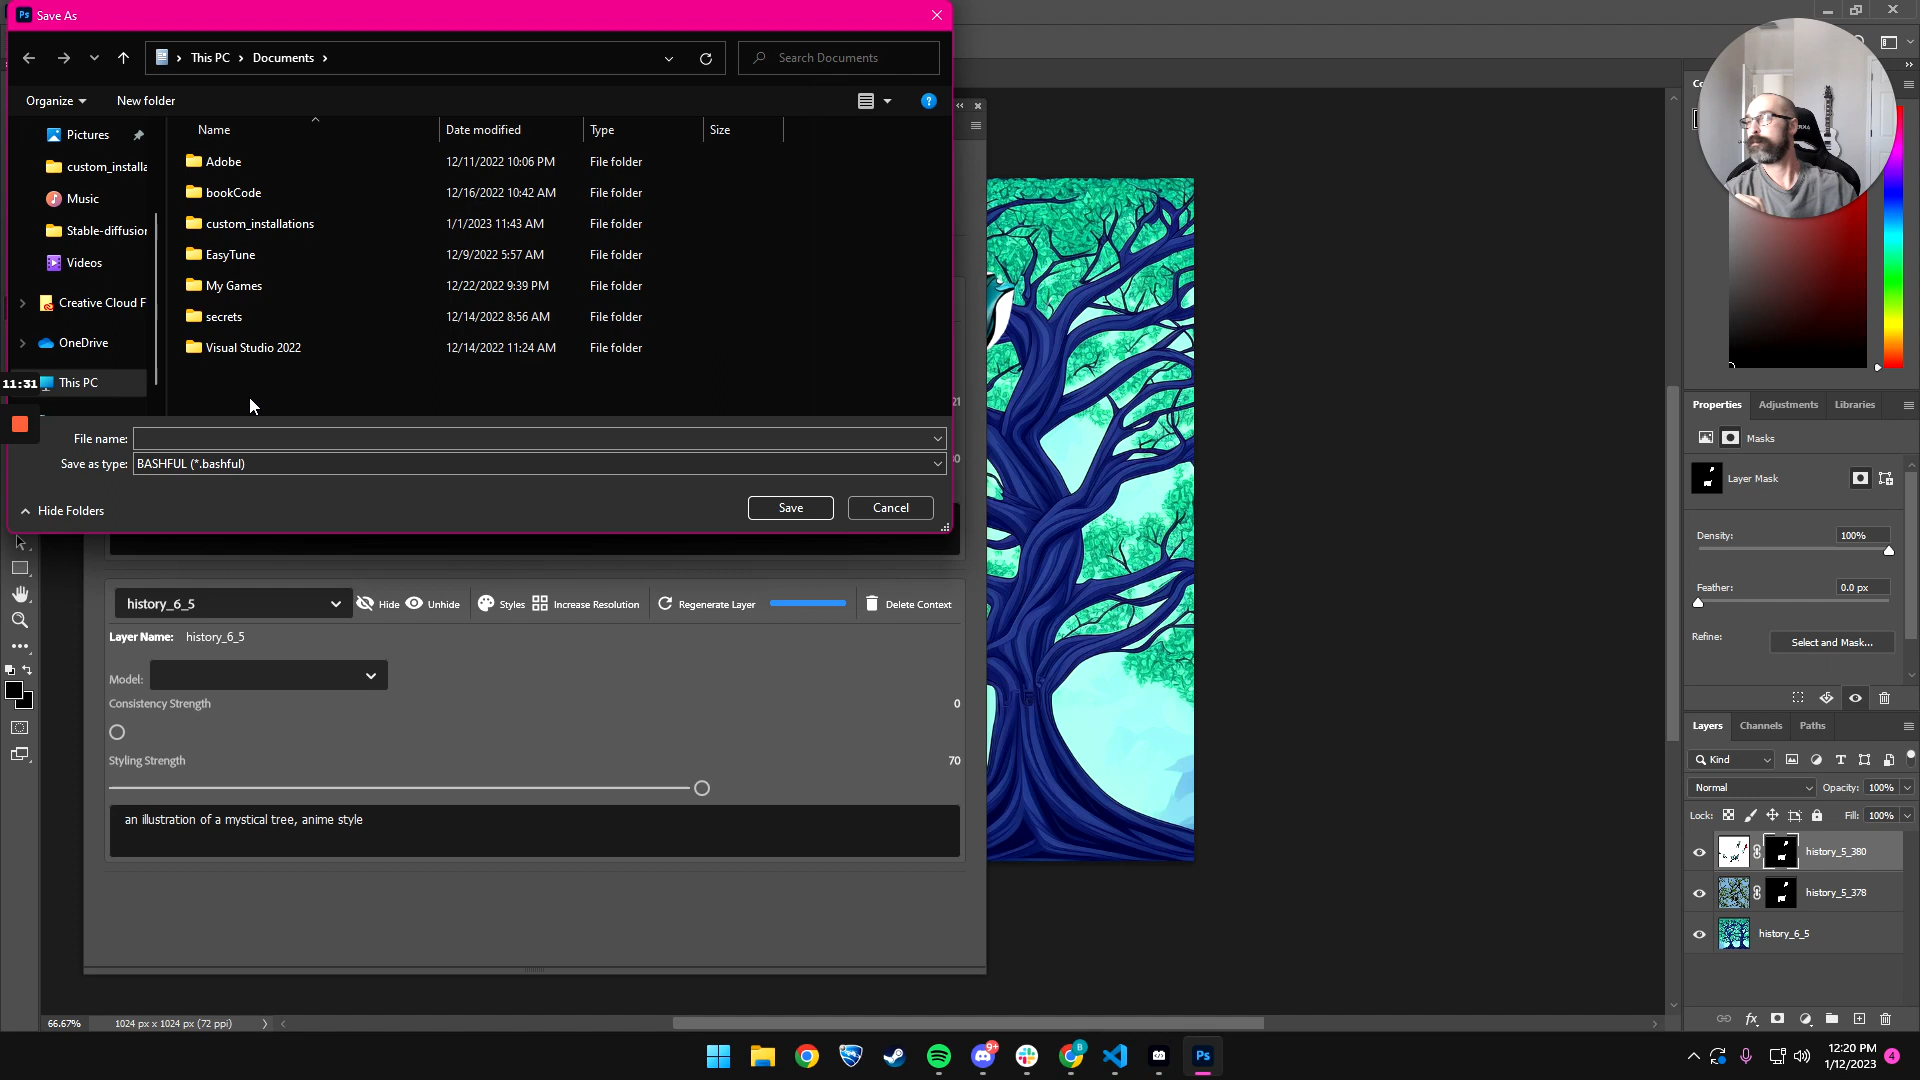 Save As
This PC > Documents >
Search Documents
Organize
New folder
Name
Date modified
Type
Size
Pictures
custom_installa
Music
Stable-diffusior
Videos
Creative Cloud F
OneDrive
This PC
Adobe 12/11/2022 10:06 PM File folder
bookCode 12/16/2022 10:42 AM File folder
custom_installations 1/1/2023 11:43 AM File folder
EasyTune 12/9/2022 5:57 AM File folder
My Games 12/22/2022 9:39 PM File folder
secrets 12/14/2022 8:56 AM File folder
Visual Studio 2022 12/14/2022 11:24 AM File folder
11:31
File name:
Save as type: BASHFUL (*.bashful)
Hide Folders
Save
Cancel
history_6_5
Hide
Unhide
Styles
Increase Resolution
Regenerate Layer
Delete Context
Layer Name: history_6_5
Model:
Consistency Strength 0
Styling Strength 70
an illustration of a mystical tree, anime style
66.67% 1024 px x 1024 px (72 ppi)
Properties Adjustments Libraries
Masks
Layer Mask
Density: 100%
Feather: 0.0 px
Refine: Select and Mask...
Layers Channels Paths
Kind
Normal Opacity: 100%
Lock: Fill: 100%
history_5_380
history_5_378
history_6_5
Ps
9+
12:20 PM
1/12/2023
4